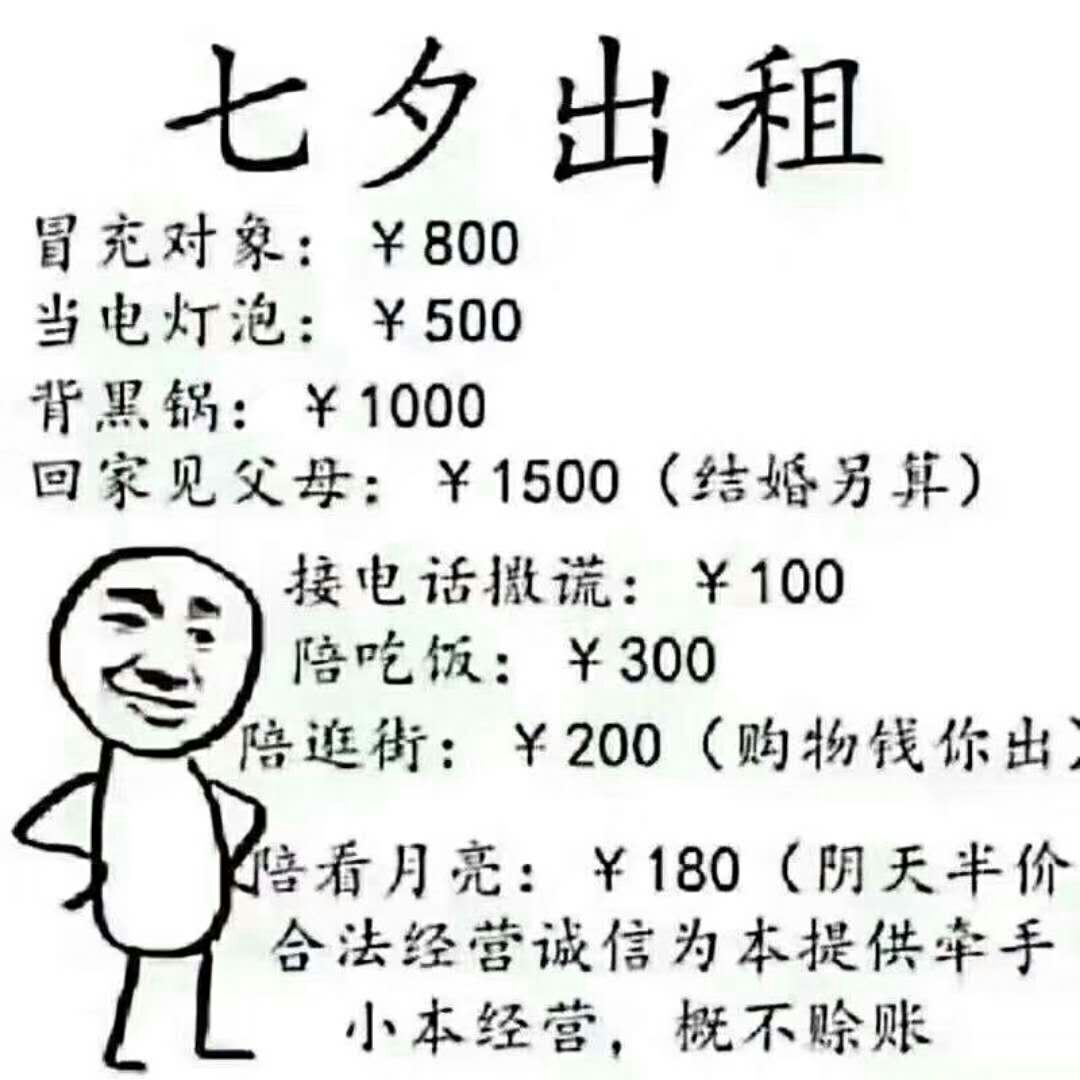 七夕出租
冒充对象：￥800
当电灯泡：￥500
背黑锅：￥1000
回家见父母：￥1500（结婚另算）
接电话撒谎：￥100
陪吃饭：￥300
陪逛街：￥200（购物钱你出）
陪看月亮：￥180（阴天半价
合法经营诚信为本提供牵手
小本经营，概不赊账